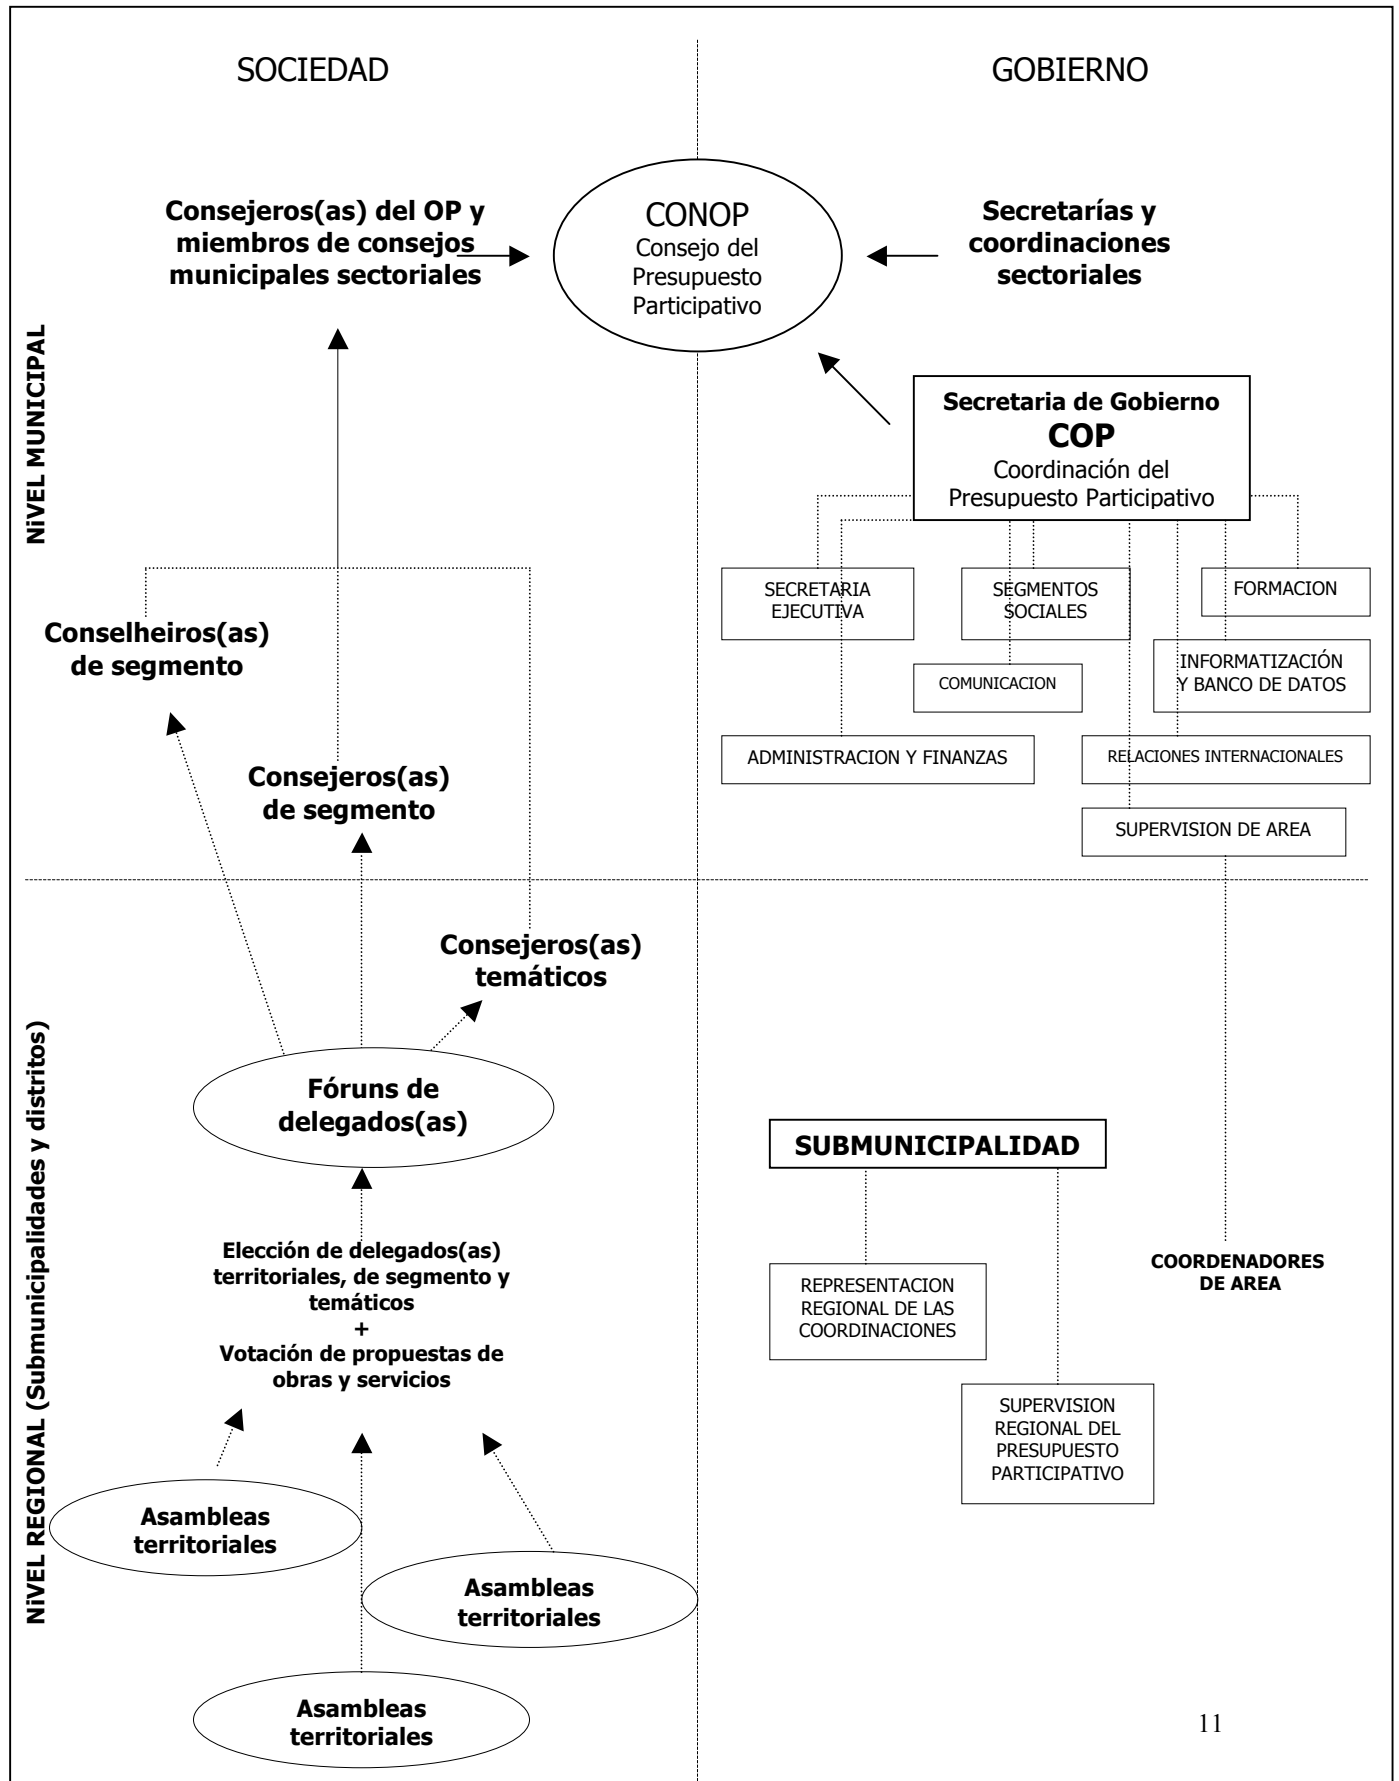 SOCIEDAD
GOBIERNO
Consejeros(as) del OP y
miembros de consejos
municipales sectoriales
CONOP
Consejo del
Presupuesto
Participativo
Secretarías y
coordinaciones
sectoriales
NiVEL MUNICIPAL
Secretaria de Gobierno
COP
Coordinación del
Presupuesto Participativo
SECRETARIA
EJECUTIVA
SEGMENTOS
SOCIALES
FORMACION
Conselheiros(as)
de segmento
COMUNICACION
INFORMATIZACIÓN
Y BANCO DE DATOS
ADMINISTRACION Y FINANZAS
RELACIONES INTERNACIONALES
Consejeros(as)
de segmento
SUPERVISION DE AREA
Consejeros(as)
temáticos
NiVEL REGIONAL (Submunicipalidades y distritos)
Fóruns de
delegados(as)
SUBMUNICIPALIDAD
Elección de delegados(as)
territoriales, de segmento y
temáticos
+
Votación de propuestas de
obras y servicios
REPRESENTACION
REGIONAL DE LAS
COORDINACIONES
COORDENADORES
DE AREA
SUPERVISION
REGIONAL DEL
PRESUPUESTO
PARTICIPATIVO
Asambleas
territoriales
Asambleas
territoriales
Asambleas
territoriales
11